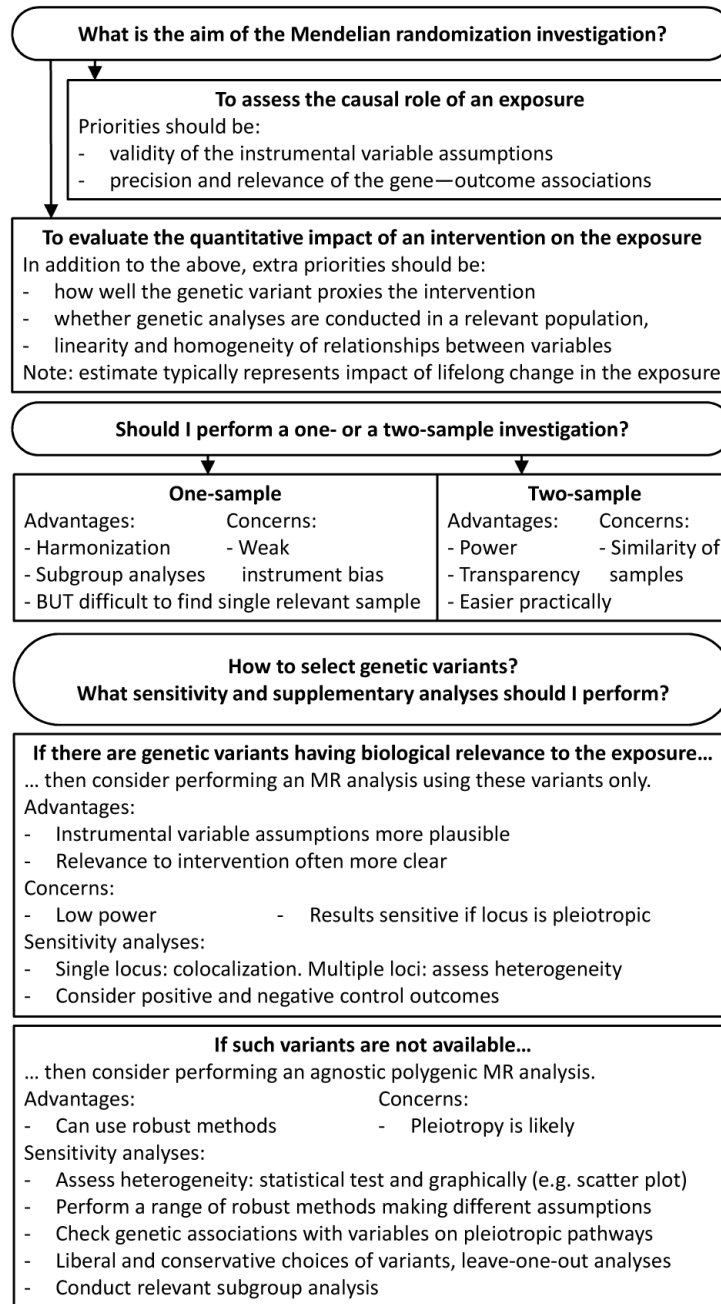 What is the aim of the Mendelian randomization investigation?
To assess the causal role of an exposure
Priorities should be:
- validity of the instrumental variable assumptions
- precision and relevance of the gene—outcome associations
To evaluate the quantitative impact of an intervention on the exposure
In addition to the above, extra priorities should be:
- how well the genetic variant proxies the intervention
- whether genetic analyses are conducted in a relevant population,
- linearity and homogeneity of relationships between variables
Note: estimate typically represents impact of lifelong change in the exposure
Should I perform a one- or a two-sample investigation?
One-sample
Advantages: Concerns:
- Harmonization - Weak
- Subgroup analyses instrument bias
- BUT difficult to find single relevant sample
Two-sample
Advantages: Concerns:
- Power - Similarity of
- Transparency samples
- Easier practically
How to select genetic variants?
What sensitivity and supplementary analyses should I perform?
If there are genetic variants having biological relevance to the exposure...
... then consider performing an MR analysis using these variants only.
Advantages:
- Instrumental variable assumptions more plausible
- Relevance to intervention often more clear
Concerns:
- Low power - Results sensitive if locus is pleiotropic
Sensitivity analyses:
- Single locus: colocalization. Multiple loci: assess heterogeneity
- Consider positive and negative control outcomes
If such variants are not available...
... then consider performing an agnostic polygenic MR analysis.
Advantages: Concerns:
- Can use robust methods - Pleiotropy is likely
Sensitivity analyses:
- Assess heterogeneity: statistical test and graphically (e.g. scatter plot)
- Perform a range of robust methods making different assumptions
- Check genetic associations with variables on pleiotropic pathways
- Liberal and conservative choices of variants, leave-one-out analyses
- Conduct relevant subgroup analysis